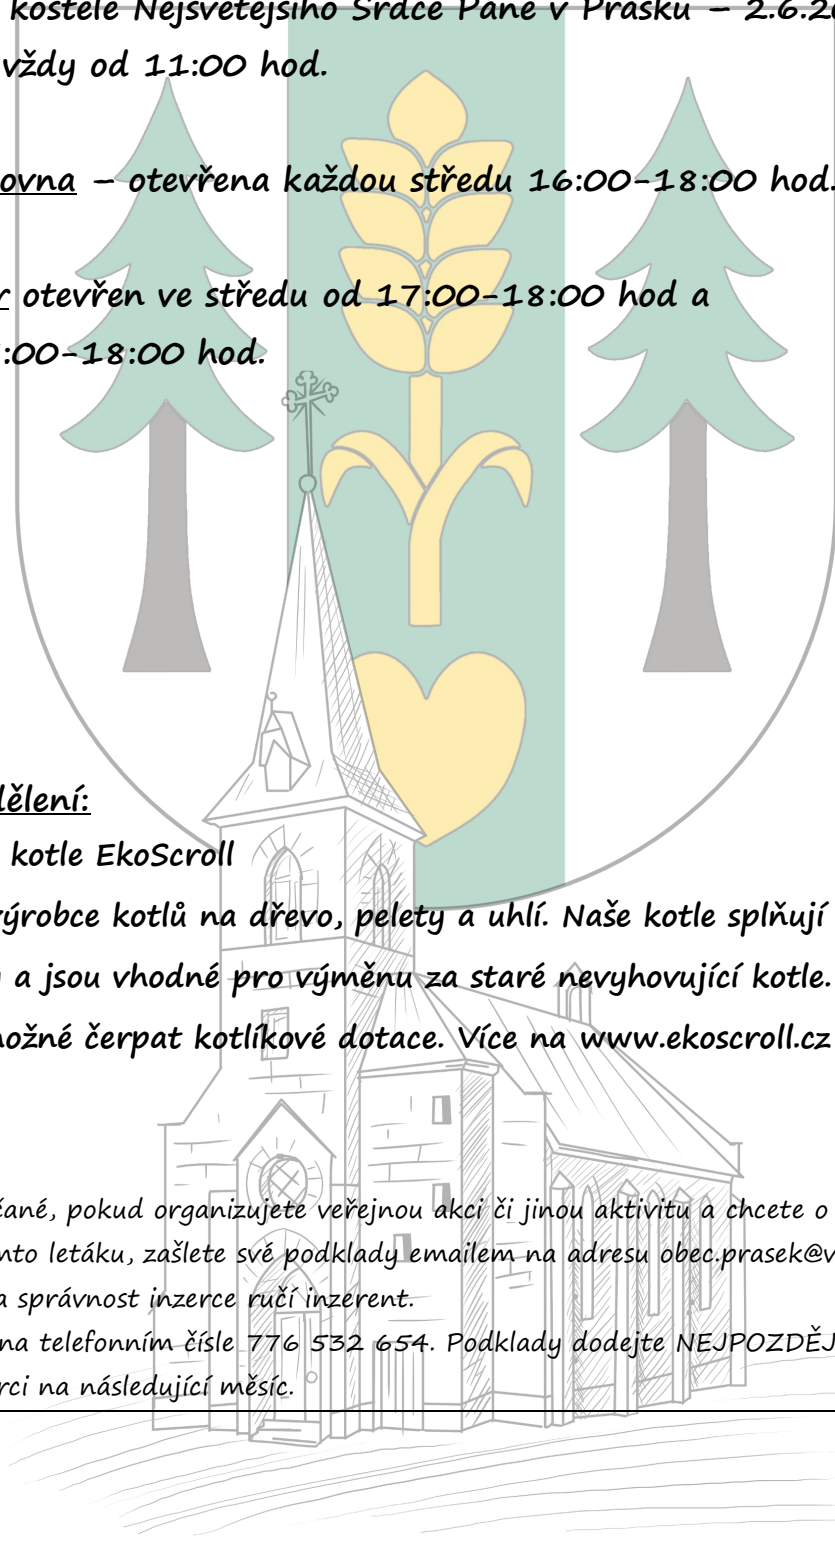 kostele Nejsvětějšího Srdce Páně v Prasku – 2.6.20
vždy od 11:00 hod.
ovna – otevřena každou středu 16:00-18:00 hod.
r otevřen ve středu od 17:00-18:00 hod a
:00-18:00 hod.
dělení:
kotle EkoScroll
výrobce kotlů na dřevo, pelety a uhlí. Naše kotle splňují
a jsou vhodné pro výměnu za staré nevyhovující kotle.
možné čerpat kotlíkové dotace. Více na www.ekoscroll.cz
čané, pokud organizujete veřejnou akci či jinou aktivitu a chcete o
mto letáku, zašlete své podklady emailem na adresu obec.prasek@v
a správnost inzerce ručí inzerent.
na telefonním čísle 776 532 654. Podklady dodejte NEJPOZDĚJ
rci na následující měsíc.